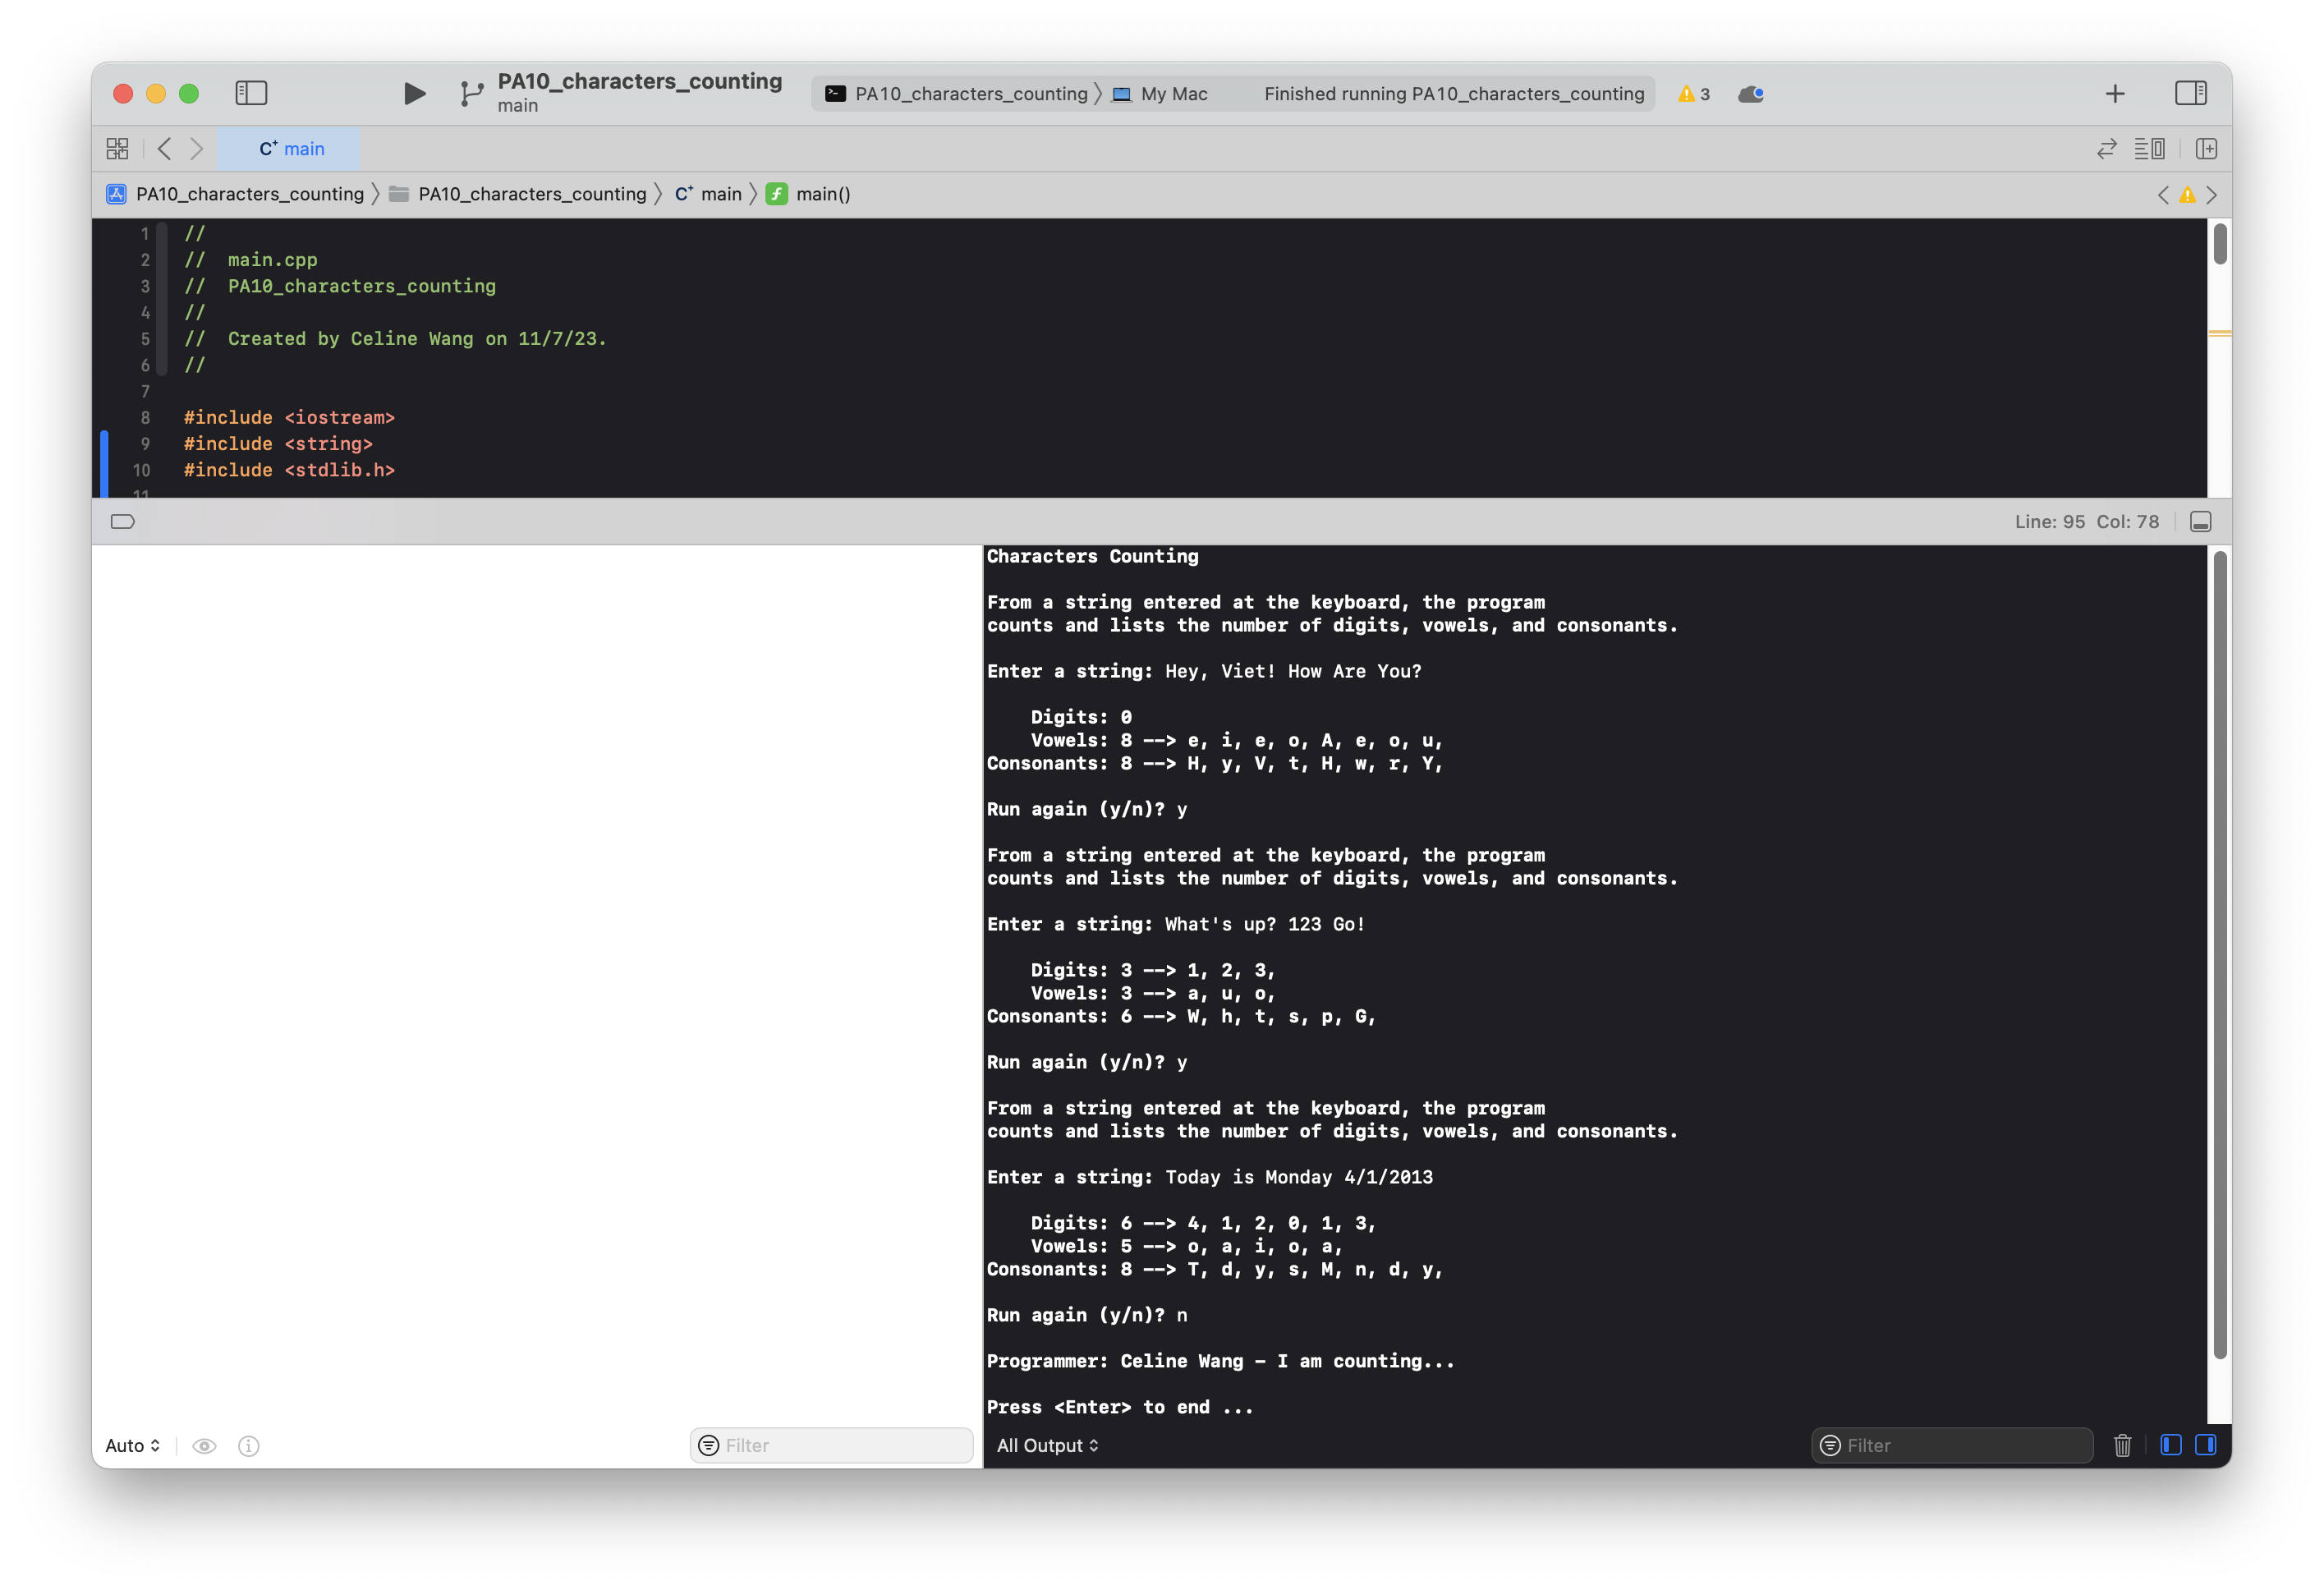 PA10_characters_counting
main
PA10_characters_counting My Mac Finished running PA10_characters_counting 3
C+ main
PA10_characters_counting PA10_characters_counting C+ main f main()
1 //
2 // main.cpp
3 // PA10_characters_counting
4 //
5 // Created by Celine Wang on 11/7/23.
6 //
7
8 #include <iostream>
9 #include <string>
10 #include <stdlib.h>
11
Line: 95 Col: 78
Characters Counting
From a string entered at the keyboard, the program
counts and lists the number of digits, vowels, and consonants.
Enter a string: Hey, Viet! How Are You?
Digits: 0
Vowels: 8 --> e, i, e, o, A, e, o, u,
Consonants: 8 --> H, y, V, t, H, w, r, Y,
Run again (y/n)? y
From a string entered at the keyboard, the program
counts and lists the number of digits, vowels, and consonants.
Enter a string: What's up? 123 Go!
Digits: 3 --> 1, 2, 3,
Vowels: 3 --> a, u, o,
Consonants: 6 --> W, h, t, s, p, G,
Run again (y/n)? y
From a string entered at the keyboard, the program
counts and lists the number of digits, vowels, and consonants.
Enter a string: Today is Monday 4/1/2013
Digits: 6 --> 4, 1, 2, 0, 1, 3,
Vowels: 5 --> o, a, i, o, a,
Consonants: 8 --> T, d, y, s, M, n, d, y,
Run again (y/n)? n
Programmer: Celine Wang - I am counting...
Press <Enter> to end ...
Auto Filter All Output Filter